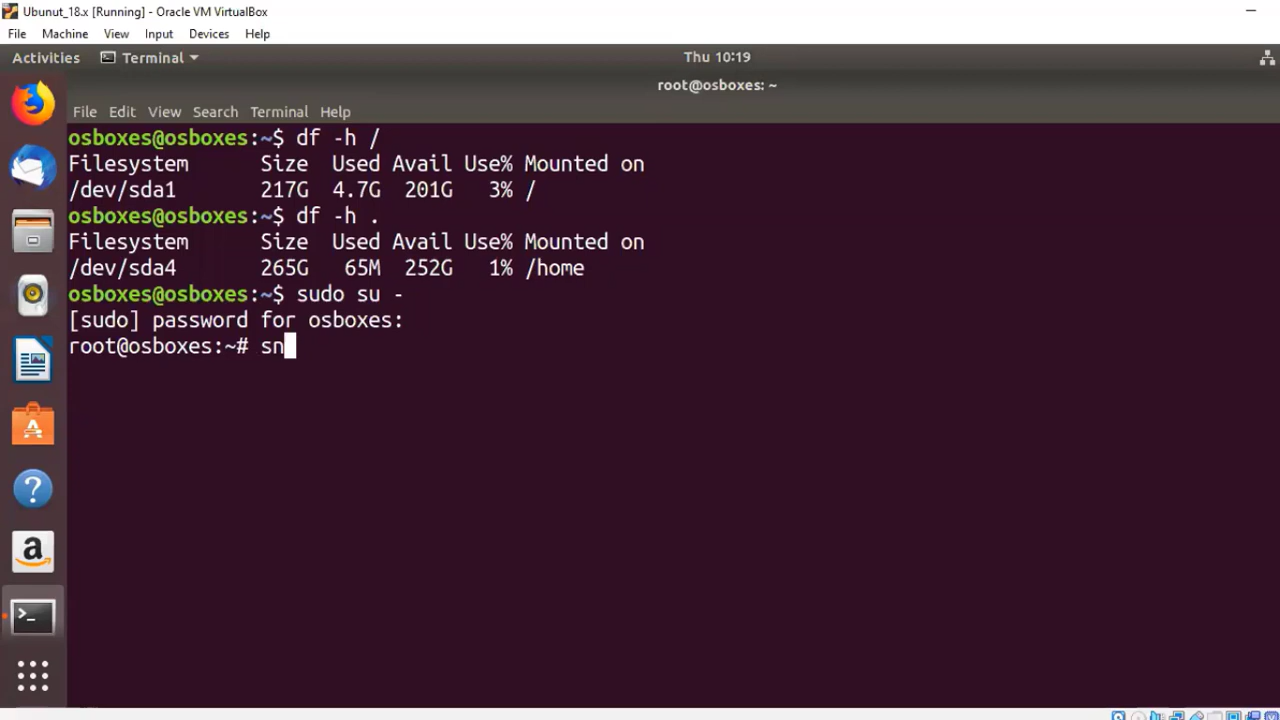 Ubunut_18.x [Running] - Oracle VM VirtualBox
File Machine View Input Devices Help
Activities Terminal Thu 10:19
root@osboxes: ~
File Edit View Search Terminal Help
osboxes@osboxes:~$ df -h /
Filesystem Size Used Avail Use% Mounted on
/dev/sda1 217G 4.7G 201G 3% /
osboxes@osboxes:~$ df -h .
Filesystem Size Used Avail Use% Mounted on
/dev/sda4 265G 65M 252G 1% /home
osboxes@osboxes:~$ sudo su -
[sudo] password for osboxes:
root@osboxes:~# sn